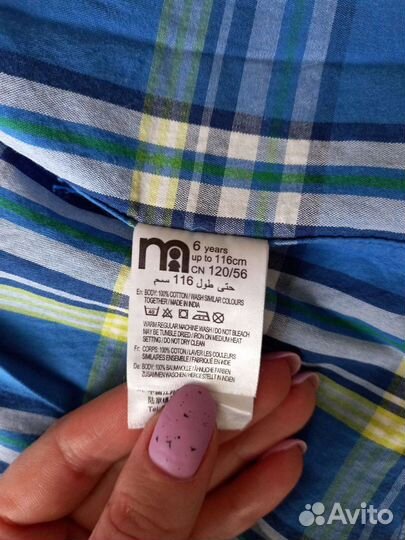 m
6 years
up to 116cm
CN 120/56
حتى طول 116 سم
En: BODY: 100% COTTON / WASH SIMILAR COLOURS
TOGETHER / MADE IN INDIA
WARM REGULAR MACHINE WASH / DO NOT BLEACH
MAY BE TUMBLE DRIED / IRON ON MEDIUM HEAT
SETTING / DO NOT DRY CLEAN
Fr: CORPS: 100% COTON / LAVER LES COULEURS
SIMILAIRES ENSEMBLE / FABRIQUÉ EN INDE
De: BODY: 100% BAUMWOLLE / ÄHNLICHE FARBEN
ZUSAMMEN WASCHEN / HERGESTELLT IN INDIEN
Avito